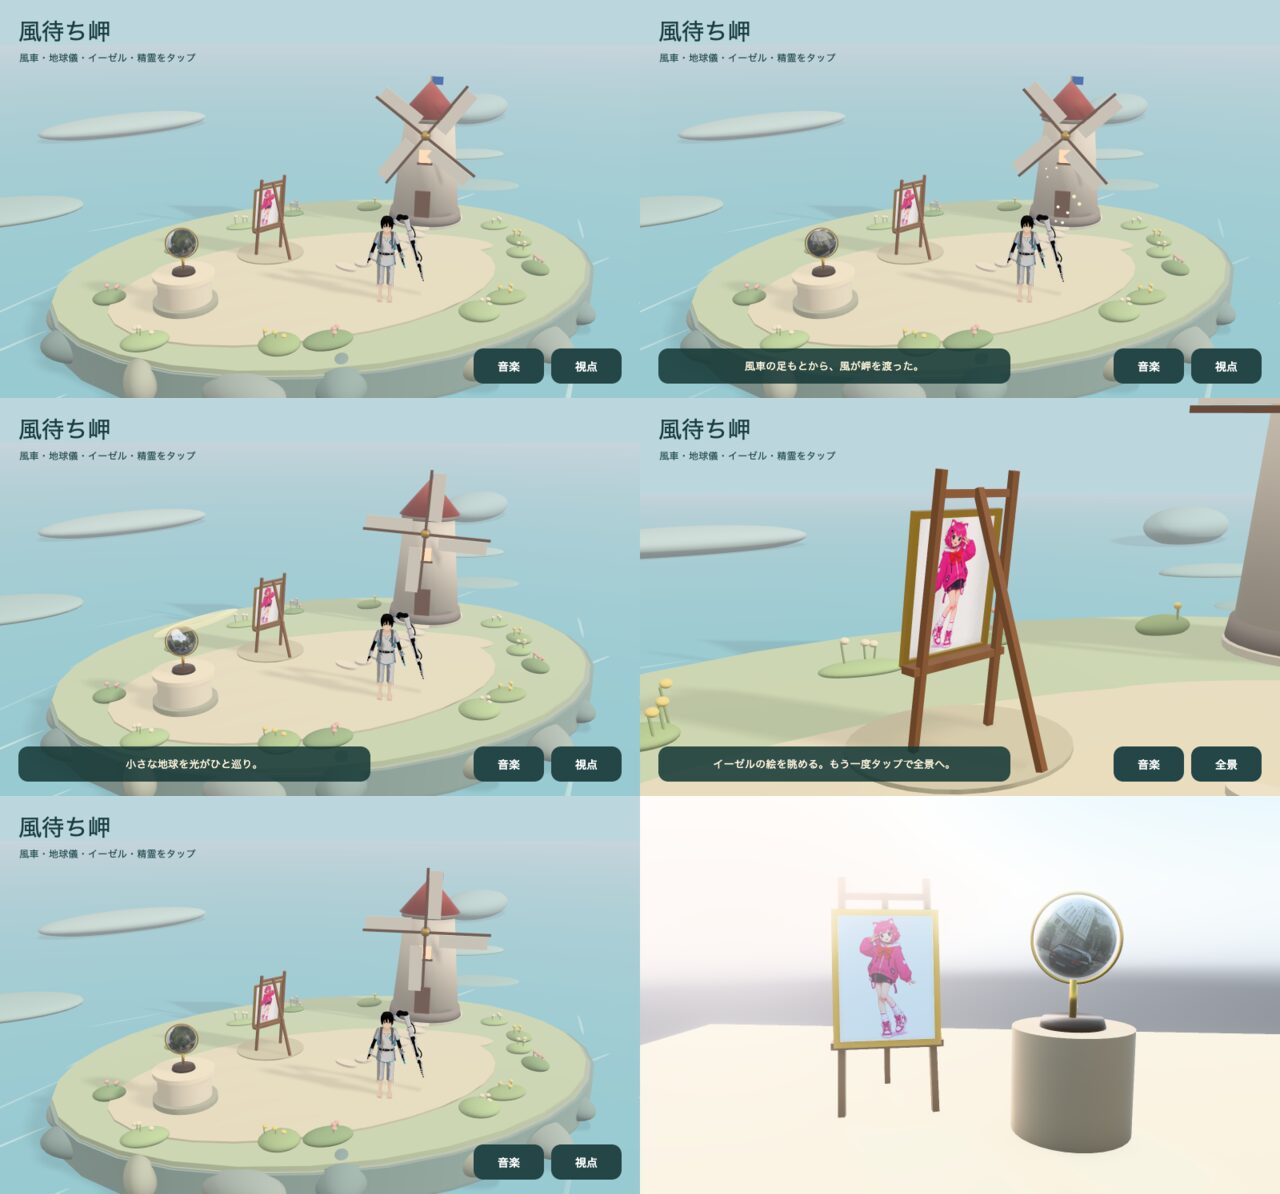 風待ち岬
風車・地球儀・イーゼル・精霊をタップ
音楽
視点
風待ち岬
風車・地球儀・イーゼル・精霊をタップ
風車の足もとから、風が岬を渡った。
音楽
視点
風待ち岬
風車・地球儀・イーゼル・精霊をタップ
小さな地球を光がひと巡り。
音楽
視点
風待ち岬
風車・地球儀・イーゼル・精霊をタップ
イーゼルの絵を眺める。もう一度タップで全景へ。
音楽
全景
風待ち岬
風車・地球儀・イーゼル・精霊をタップ
音楽
視点